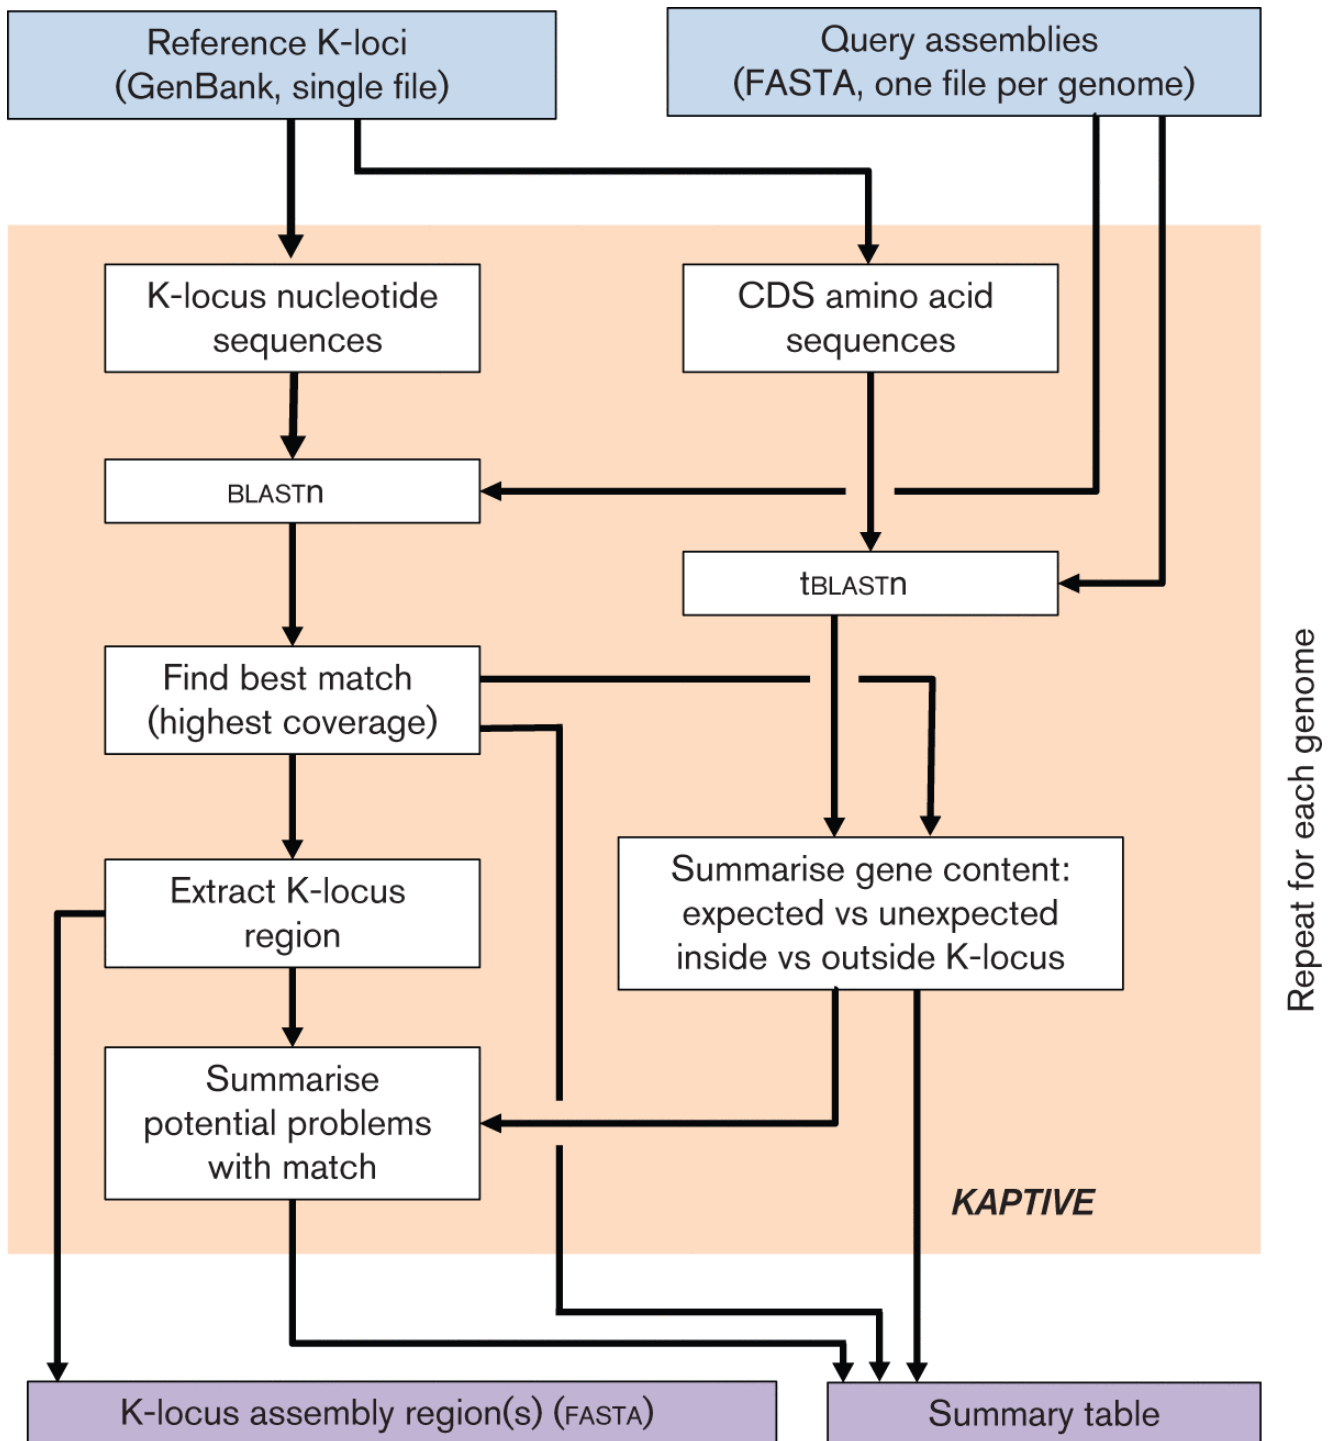 Reference K-loci
(GenBank, single file)
Query assemblies
(FASTA, one file per genome)
K-locus nucleotide
sequences
CDS amino acid
sequences
BLASTn
tBLASTn
Find best match
(highest coverage)
Extract K-locus
region
Summarise gene content:
expected vs unexpected
inside vs outside K-locus
Summarise
potential problems
with match
KAPTIVE
Repeat for each genome
K-locus assembly region(s) (FASTA)
Summary table